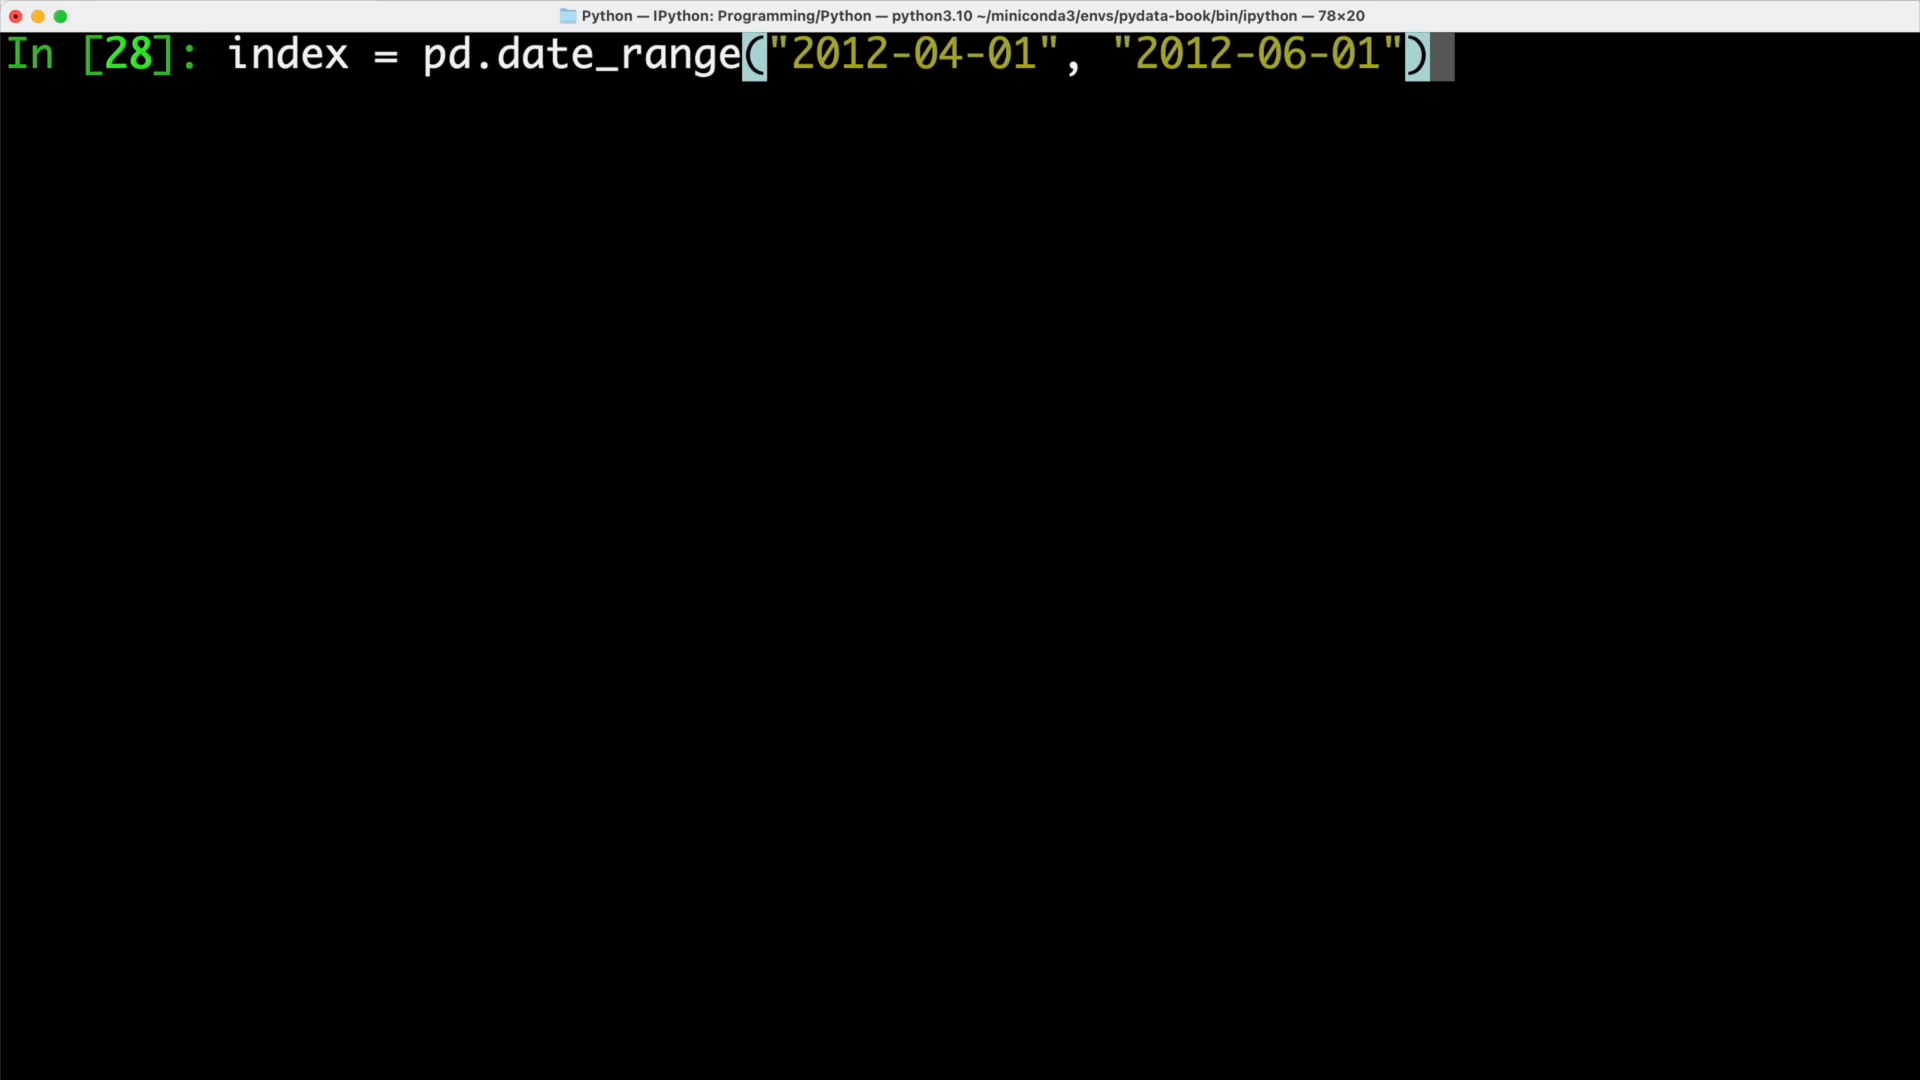 Python — IPython: Programming/Python — python3.10 ~/miniconda3/envs/pydata-book/bin/ipython — 78×20
In [28]: index = pd.date_range("2012-04-01", "2012-06-01")